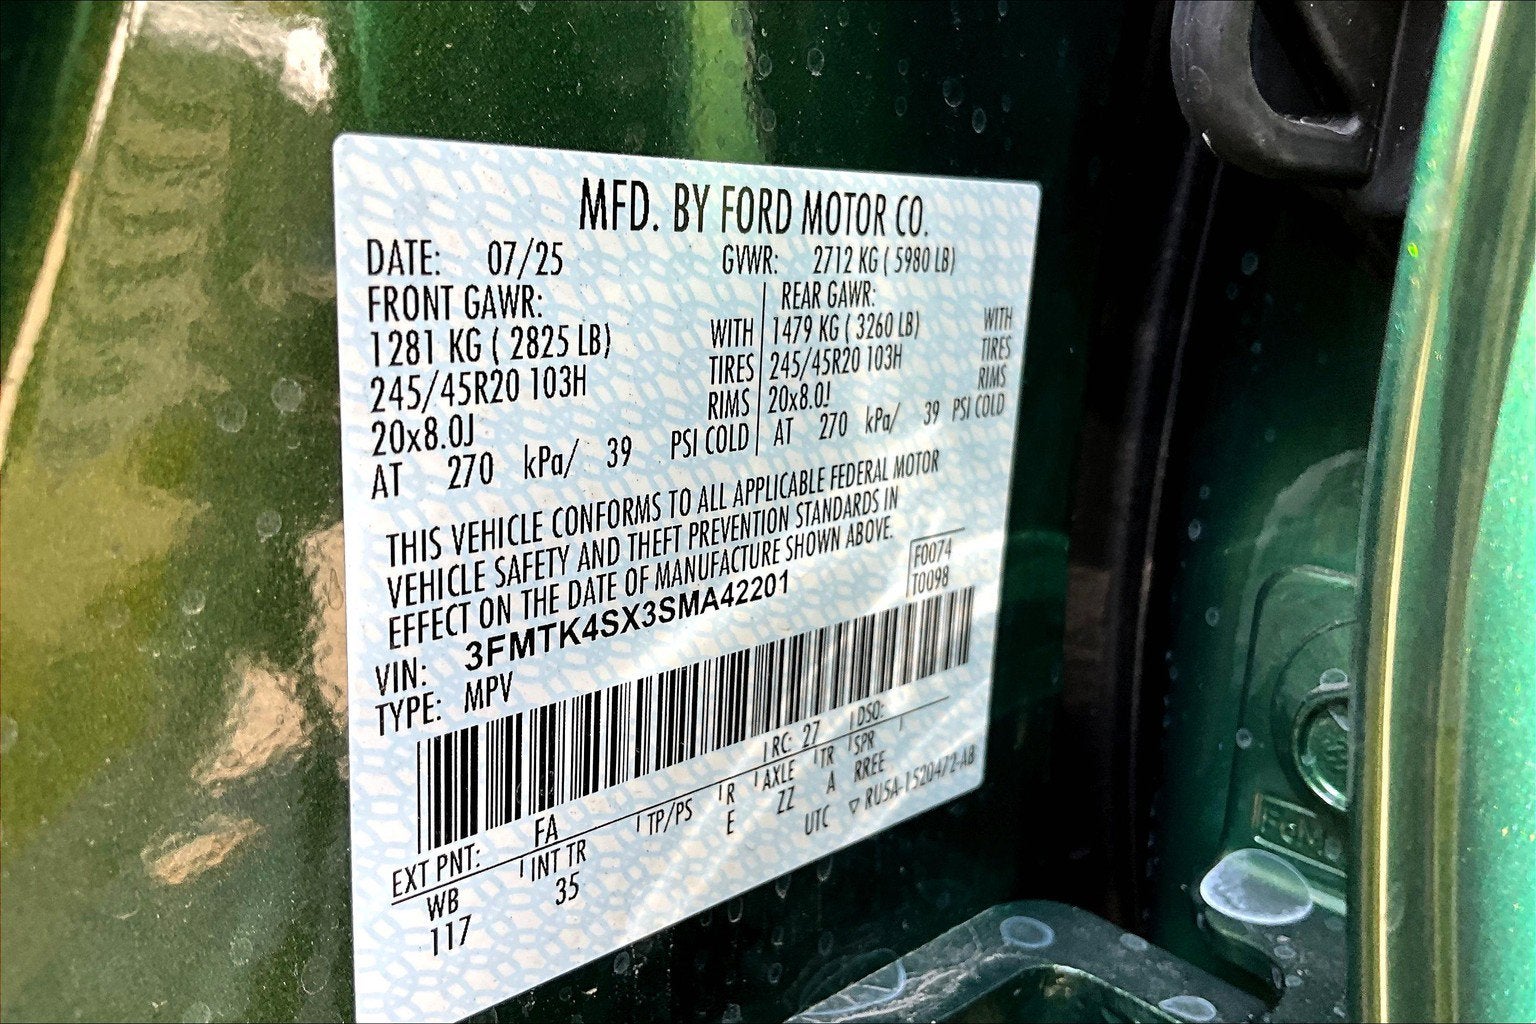 MFD. BY FORD MOTOR CO.
DATE: 07/25 GVWR: 2712 KG ( 5980 LB)
FRONT GAWR: REAR GAWR:
1281 KG ( 2825 LB) WITH 1479 KG ( 3260 LB) WITH
245/45R20 103H TIRES 245/45R20 103H TIRES
20x8.0J RIMS 20x8.0J RIMS
AT 270 kPa/ 39 PSI COLD AT 270 kPa/ 39 PSI COLD
THIS VEHICLE CONFORMS TO ALL APPLICABLE FEDERAL MOTOR
VEHICLE SAFETY AND THEFT PREVENTION STANDARDS IN
EFFECT ON THE DATE OF MANUFACTURE SHOWN ABOVE.
F0074
T0098
VIN: 3FMTK4SX3SMA42201
TYPE: MPV
EXT PNT: FA RC: 27 DSO:
WB INT TR TP/PS R AXLE TR SPR
117 35 E ZZ A RREE
UTC ▽ RUSA-1520472-AB
FoMo